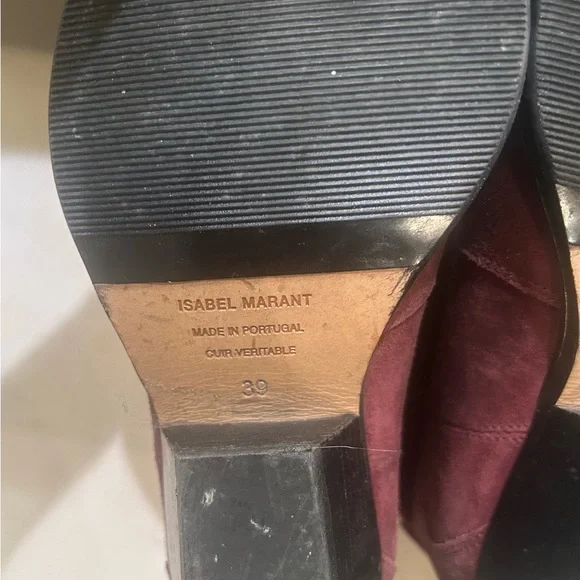 ISABEL MARANT
MADE IN PORTUGAL
CUIR VERITABLE
39